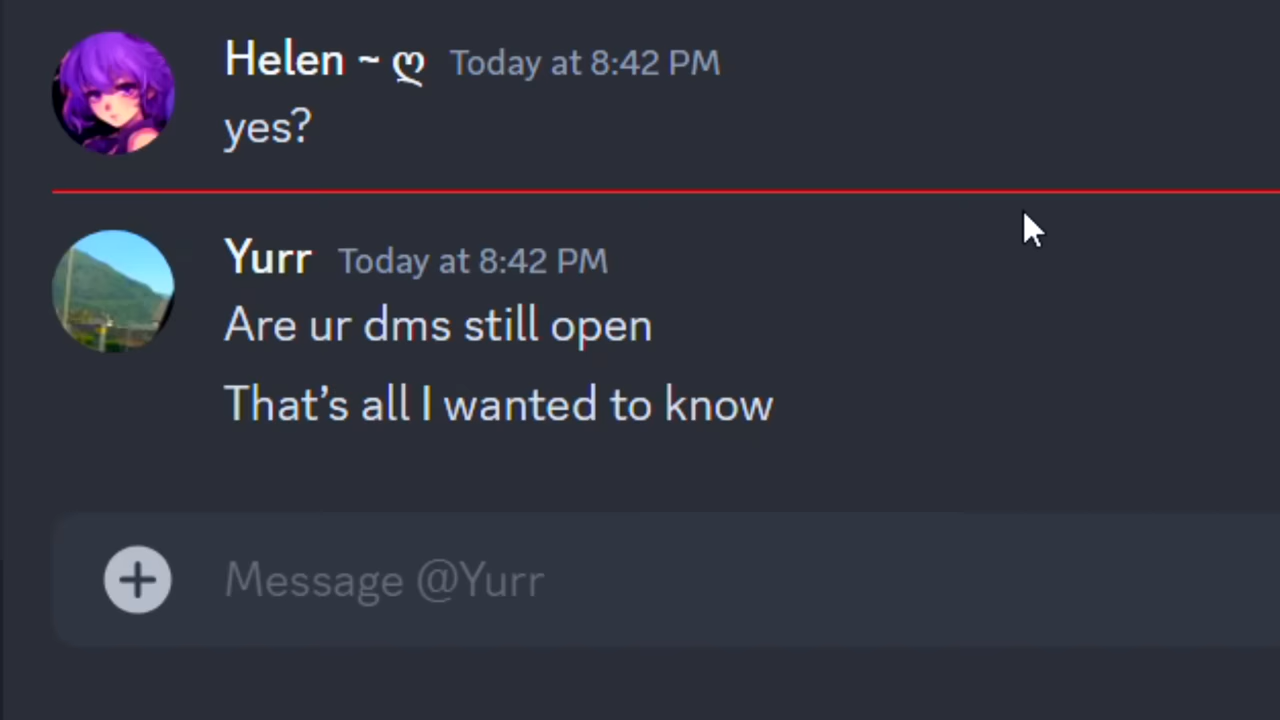 Helen ~ ღ Today at 8:42 PM
yes?
Yurr Today at 8:42 PM
Are ur dms still open
That’s all I wanted to know
Message @Yurr